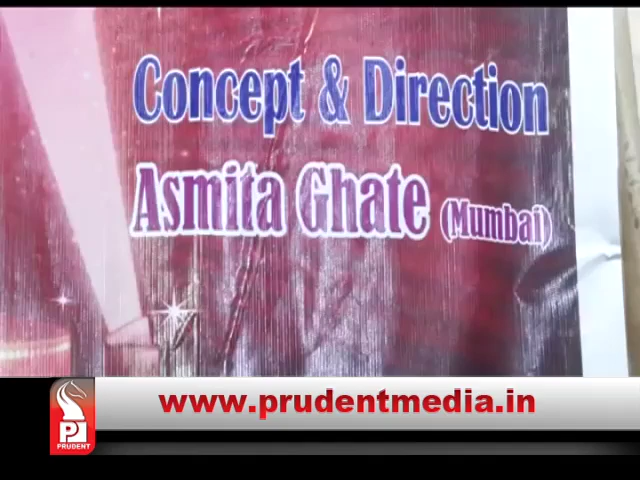 Concept & Direction
Asmita Ghate (Mumbai)
www.prudentmedia.in
P
PRUDENT